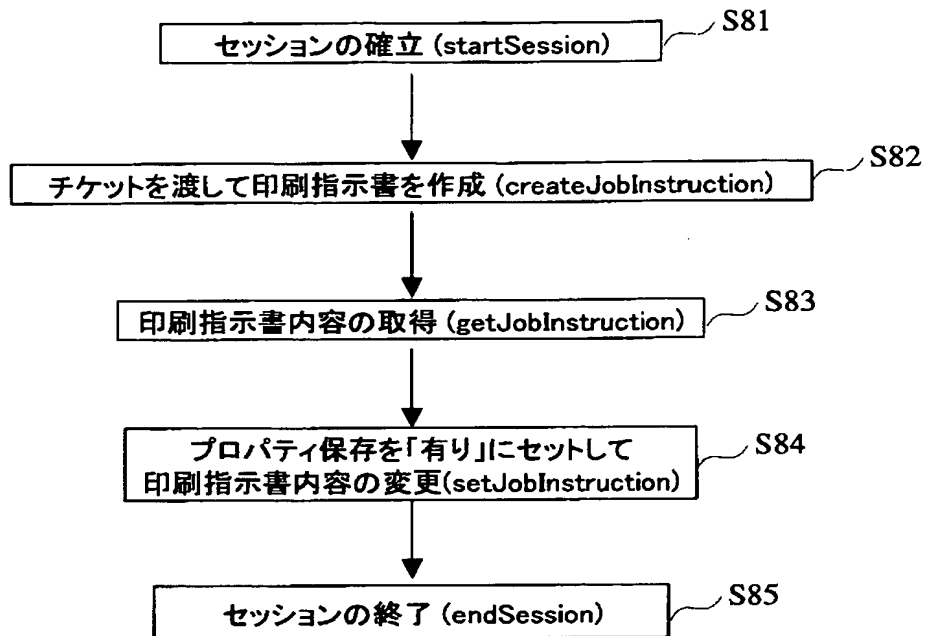 S81
セッションの確立 (startSession)
S82
チケットを渡して印刷指示書を作成 (createJobInstruction)
S83
印刷指示書内容の取得 (getJobInstruction)
S84
プロパティ保存を「有り」にセットして
印刷指示書内容の変更(setJobInstruction)
S85
セッションの終了 (endSession)